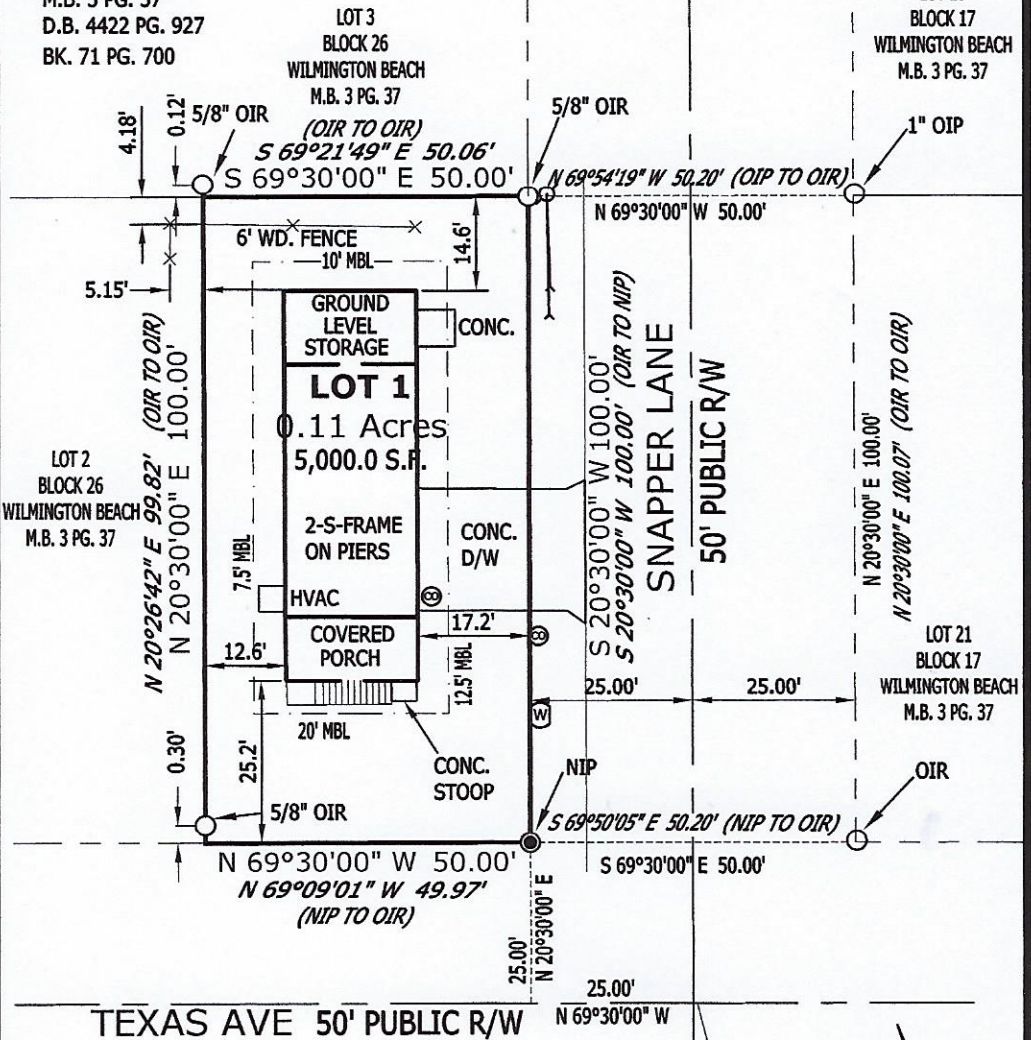 M.B. 3 PG. 37
D.B. 4422 PG. 927
BK. 71 PG. 700
LOT 3
BLOCK 26
WILMINGTON BEACH
M.B. 3 PG. 37
BLOCK 17
WILMINGTON BEACH
M.B. 3 PG. 37
4.18'
0.12'
5/8" OIR
(OIR TO OIR)
S 69°21'49" E 50.06'
S 69°30'00" E 50.00'
5/8" OIR
1" OIP
N 69°54'19" W 50.20' (OIP TO OIR)
N 69°30'00" W 50.00'
6' WD. FENCE
10' MBL
14.6'
5.15'
GROUND
LEVEL
STORAGE
CONC.
LOT 1
0.11 Acres
5,000.0 S.F.
2-S-FRAME
ON PIERS
CONC.
D/W
7.5' MBL
HVAC
CO
COVERED
PORCH
17.2'
CO
12.6'
12.5' MBL
20' MBL
25.2'
W
CONC.
STOOP
LOT 2
BLOCK 26
WILMINGTON BEACH
M.B. 3 PG. 37
N 20°26'42" E 99.82' (OIR TO OIR)
N 20°30'00" E 100.00'
S 20°30'00" W 100.00'
S 20°30'00" W 100.00' (OIR TO NIP)
SNAPPER LANE
50' PUBLIC R/W
N 20°30'00" E 100.00'
N 20°30'00" E 100.07' (OIR TO OIR)
LOT 21
BLOCK 17
WILMINGTON BEACH
M.B. 3 PG. 37
25.00'
25.00'
0.30'
5/8" OIR
NIP
OIR
S 69°50'05" E 50.20' (NIP TO OIR)
S 69°30'00" E 50.00'
N 69°30'00" W 50.00'
N 69°09'01" W 49.97'
(NIP TO OIR)
25.00'
N 20°30'00" E
25.00'
N 69°30'00" W
TEXAS AVE 50' PUBLIC R/W